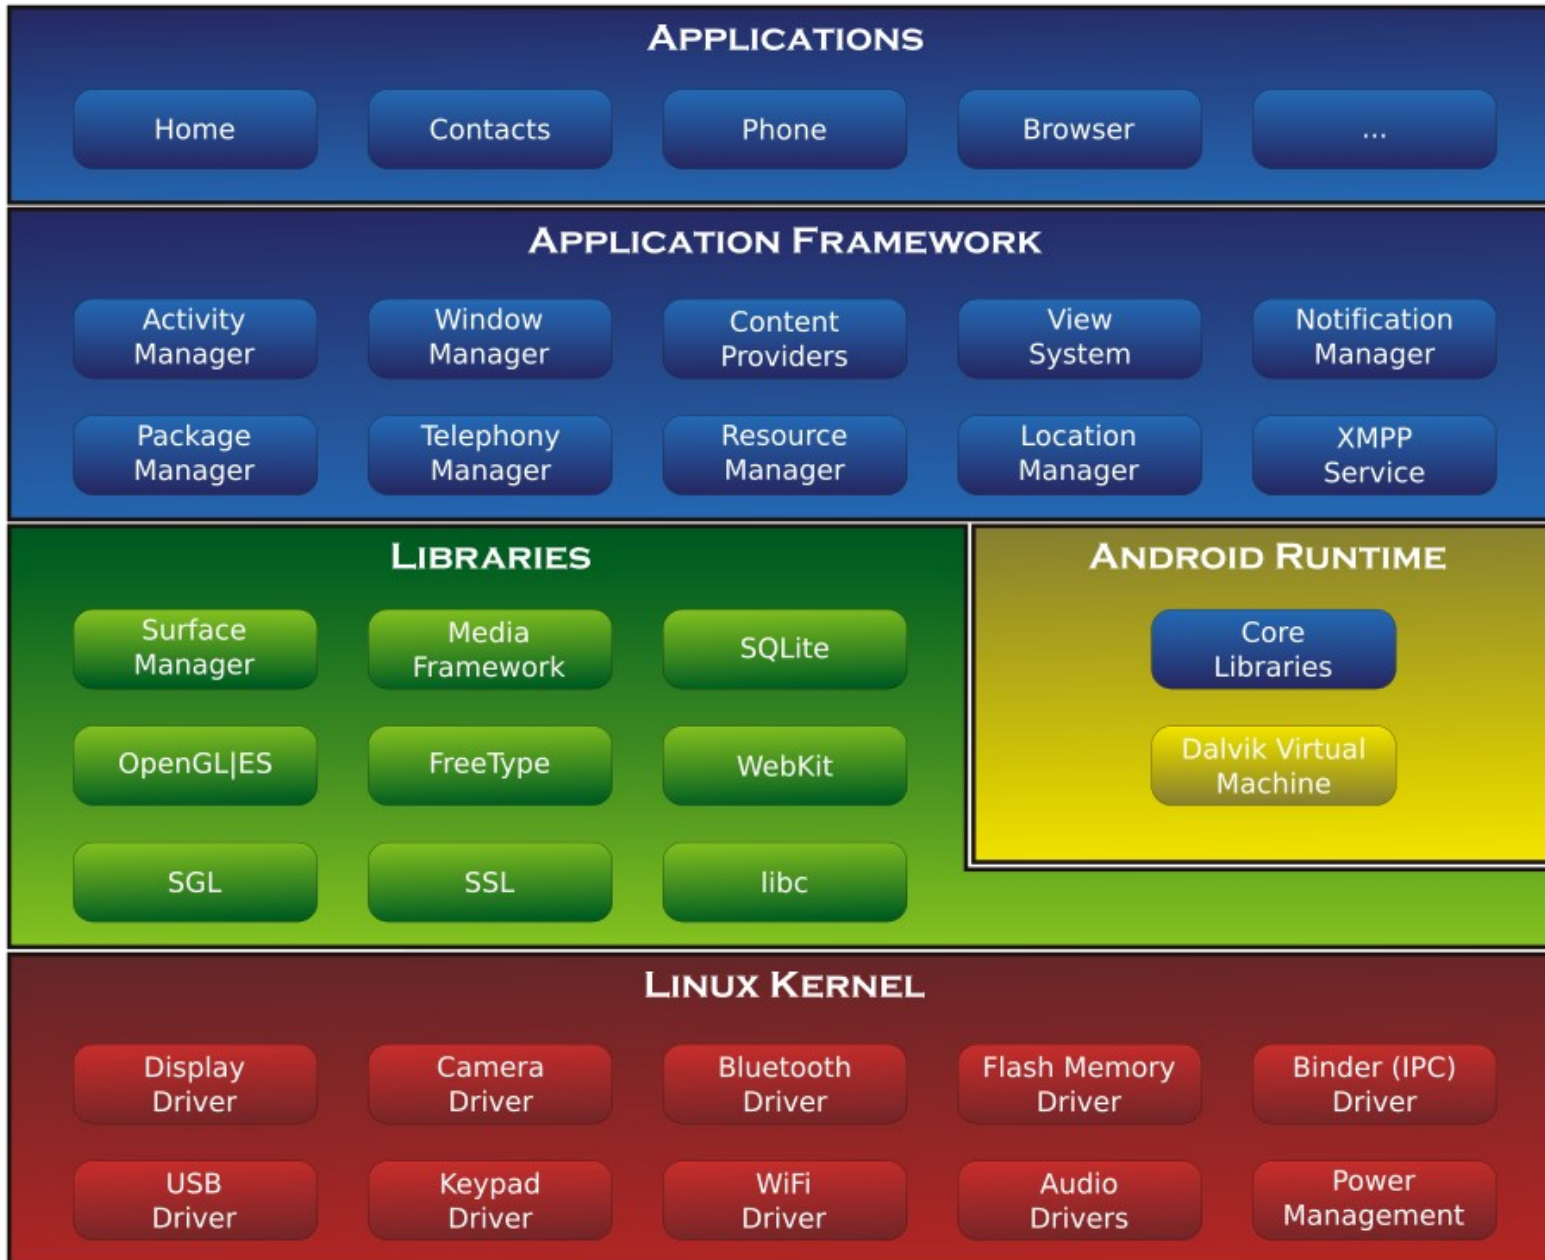 APPLICATIONS
Home
Contacts
Phone
Browser
...
APPLICATION FRAMEWORK
Activity
Manager
Window
Manager
Content
Providers
View
System
Notification
Manager
Package
Manager
Telephony
Manager
Resource
Manager
Location
Manager
XMPP
Service
LIBRARIES
Surface
Manager
Media
Framework
SQLite
OpenGL|ES
FreeType
WebKit
SGL
SSL
libc
ANDROID RUNTIME
Core
Libraries
Dalvik Virtual
Machine
LINUX KERNEL
Display
Driver
Camera
Driver
Bluetooth
Driver
Flash Memory
Driver
Binder (IPC)
Driver
USB
Driver
Keypad
Driver
WiFi
Driver
Audio
Drivers
Power
Management